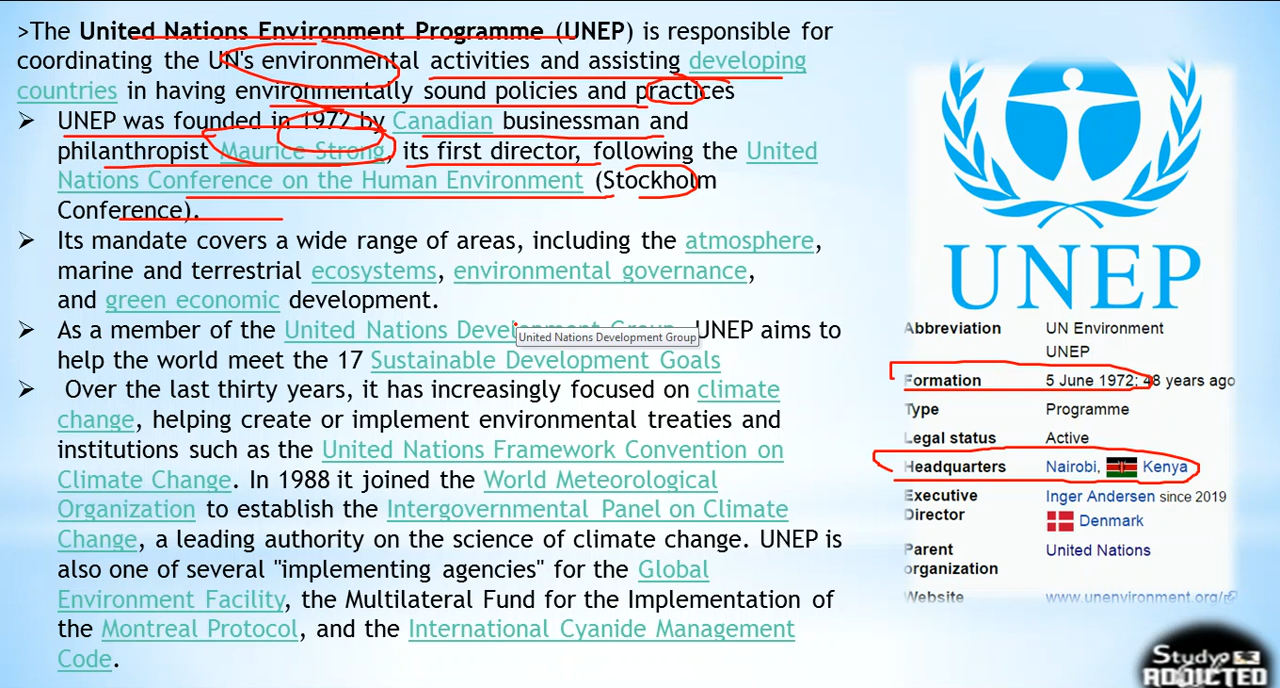 >The United Nations Environment Programme (UNEP) is responsible for
coordinating the UN's environmental activities and assisting developing
countries in having environmentally sound policies and practices
➢ UNEP was founded in 1972 by Canadian businessman and
philanthropist Maurice Strong, its first director, following the United
Nations Conference on the Human Environment (Stockholm
Conference).
➢ Its mandate covers a wide range of areas, including the atmosphere,
marine and terrestrial ecosystems, environmental governance,
and green economic development.
➢ As a member of the United Nations Development Group, UNEP aims to
United Nations Development Group
help the world meet the 17 Sustainable Development Goals
➢ Over the last thirty years, it has increasingly focused on climate
change, helping create or implement environmental treaties and
institutions such as the United Nations Framework Convention on
Climate Change. In 1988 it joined the World Meteorological
Organization to establish the Intergovernmental Panel on Climate
Change, a leading authority on the science of climate change. UNEP is
also one of several "implementing agencies" for the Global
Environment Facility, the Multilateral Fund for the Implementation of
the Montreal Protocol, and the International Cyanide Management
Code.
UNEP
Abbreviation UN Environment
UNEP
Formation 5 June 1972; 48 years ago
Type Programme
Legal status Active
Headquarters Nairobi, Kenya
Executive Director Inger Andersen since 2019
Denmark
Parent organization United Nations
Website www.unenvironment.org/
Study
ADDICTED